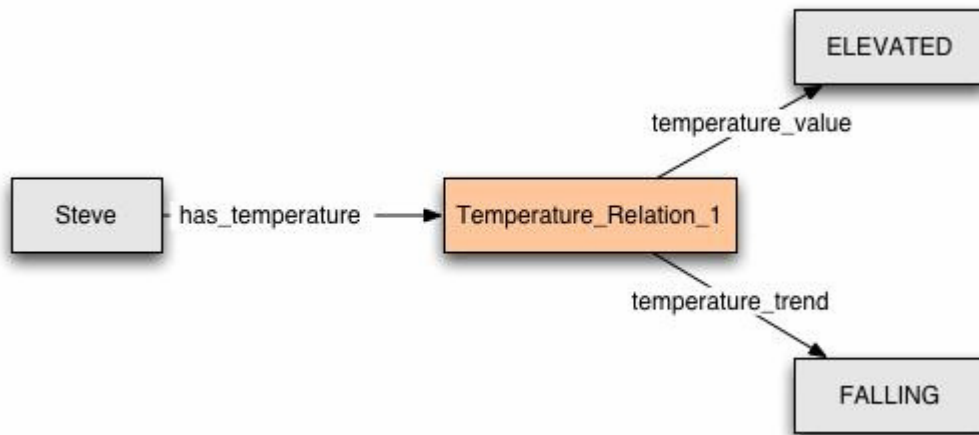 ELEVATED
temperature_value
Steve
has_temperature
Temperature_Relation_1
temperature_trend
FALLING